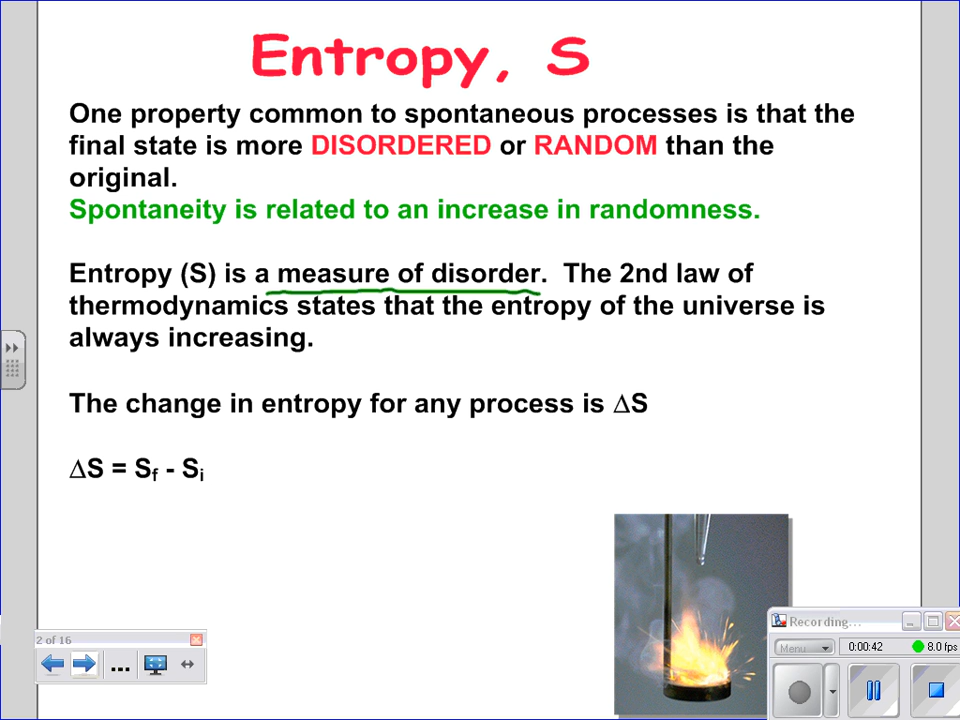 Entropy, S
One property common to spontaneous processes is that the
final state is more DISORDERED or RANDOM than the
original.
Spontaneity is related to an increase in randomness.
Entropy (S) is a measure of disorder.  The 2nd law of
thermodynamics states that the entropy of the universe is
always increasing.
The change in entropy for any process is ΔS
ΔS = Sf - Si
2 of 16
...
Recording...
Menu
0:00:42
8.0 fps